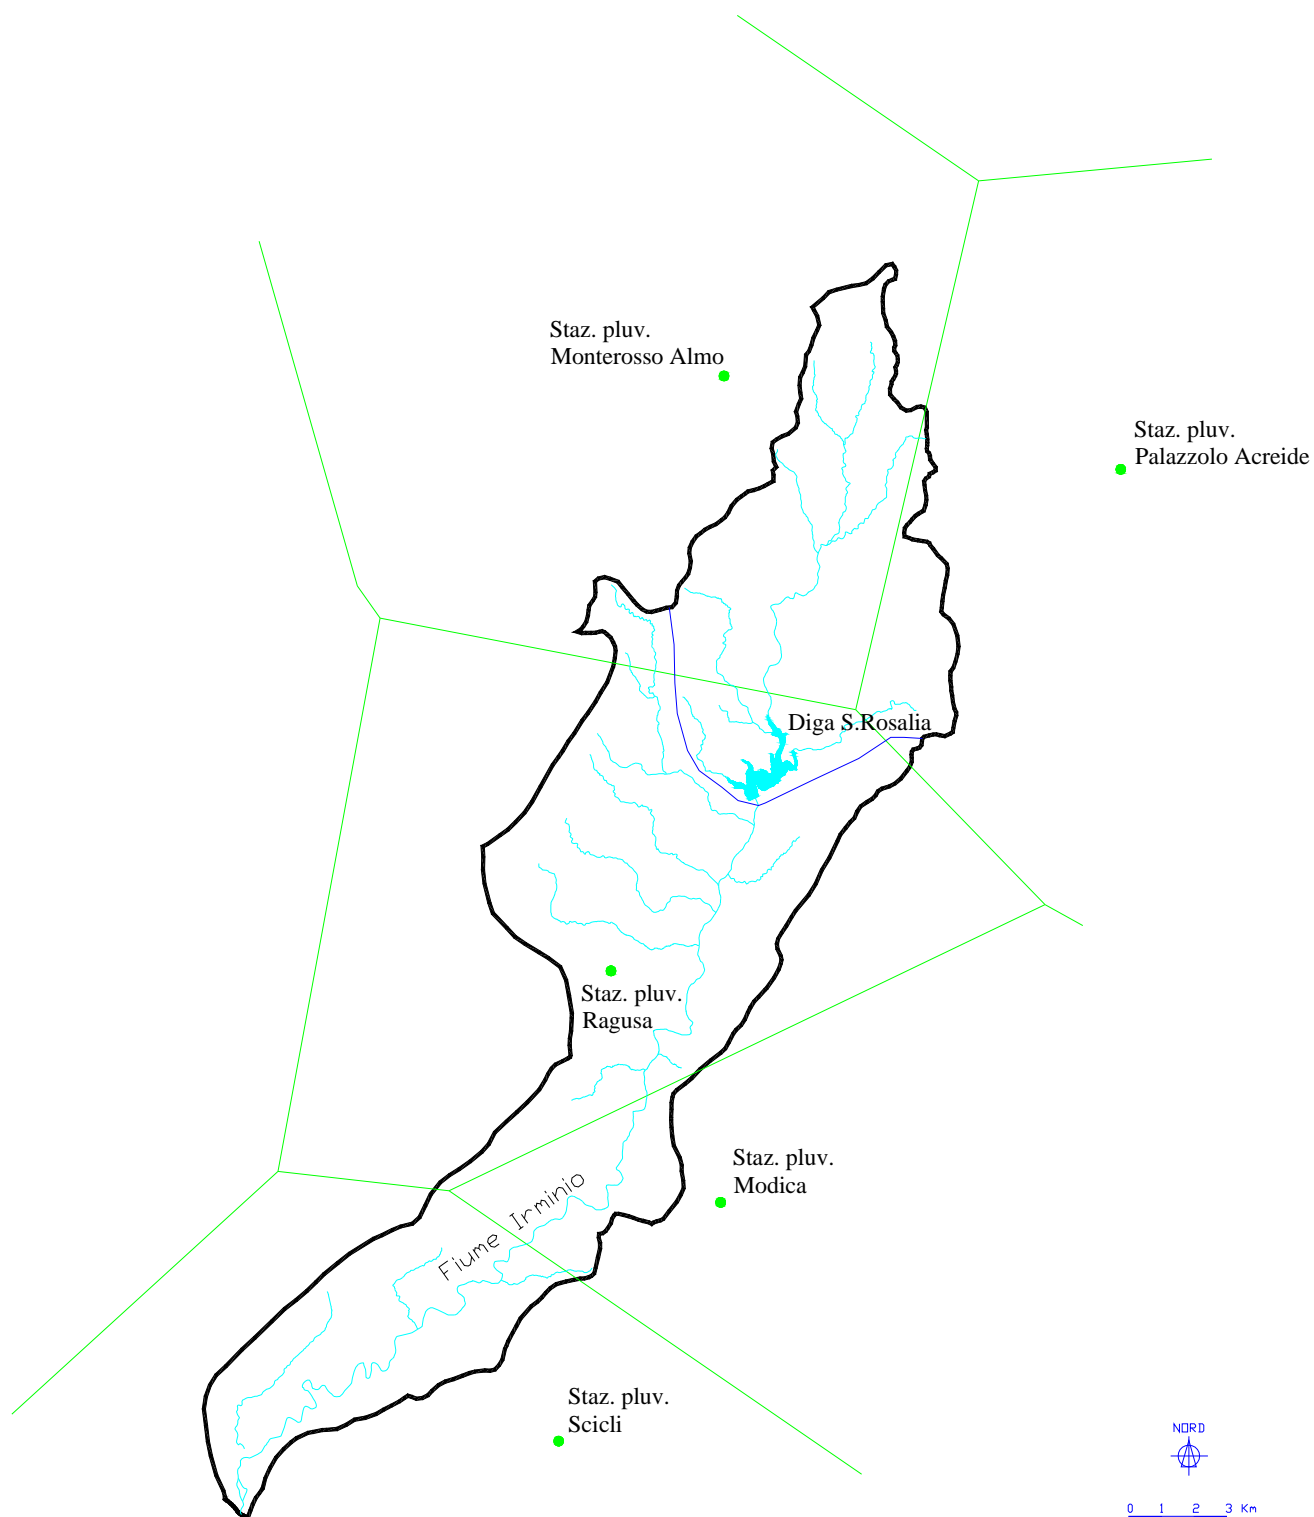 Staz. pluv.
Monterosso Almo
Staz. pluv.
Palazzolo Acreide
Diga S.Rosalia
Staz. pluv.
Ragusa
Staz. pluv.
Modica
Fiume Irminio
Staz. pluv.
Scicli
NORD
0 1 2 3 Km